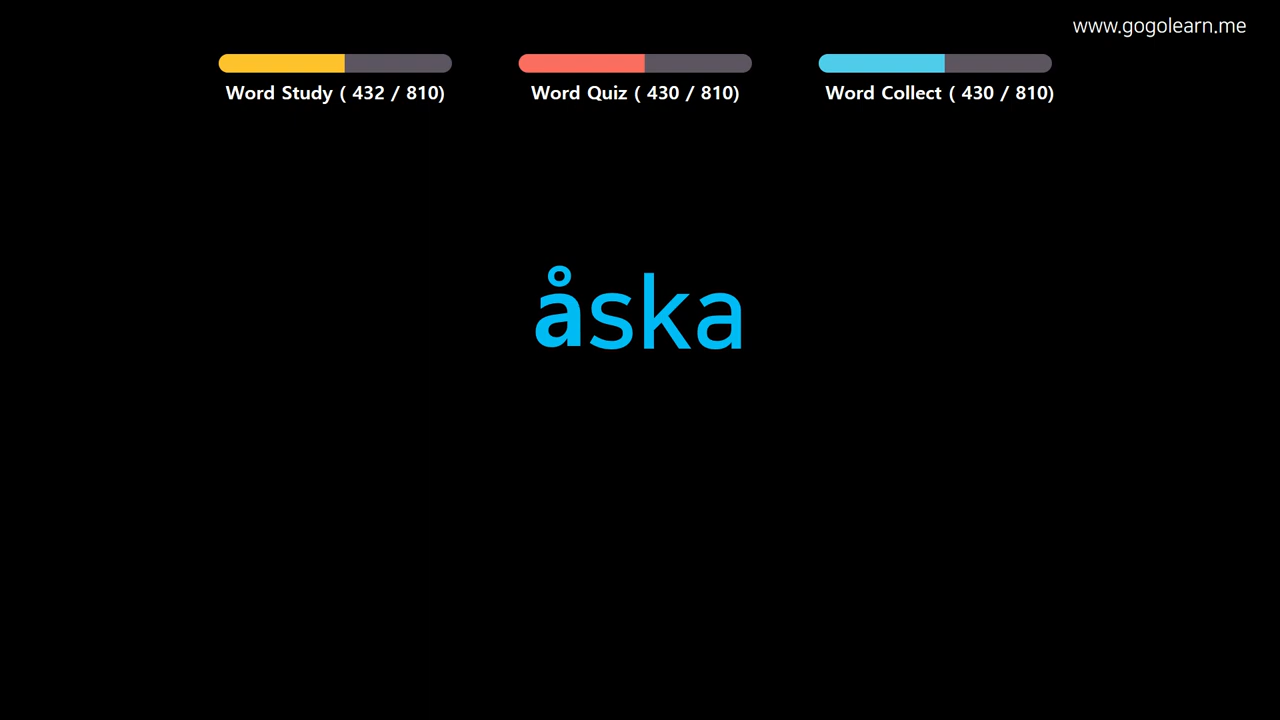 www.gogolearn.me
Word Study ( 432 / 810)
Word Quiz ( 430 / 810)
Word Collect ( 430 / 810)
åska